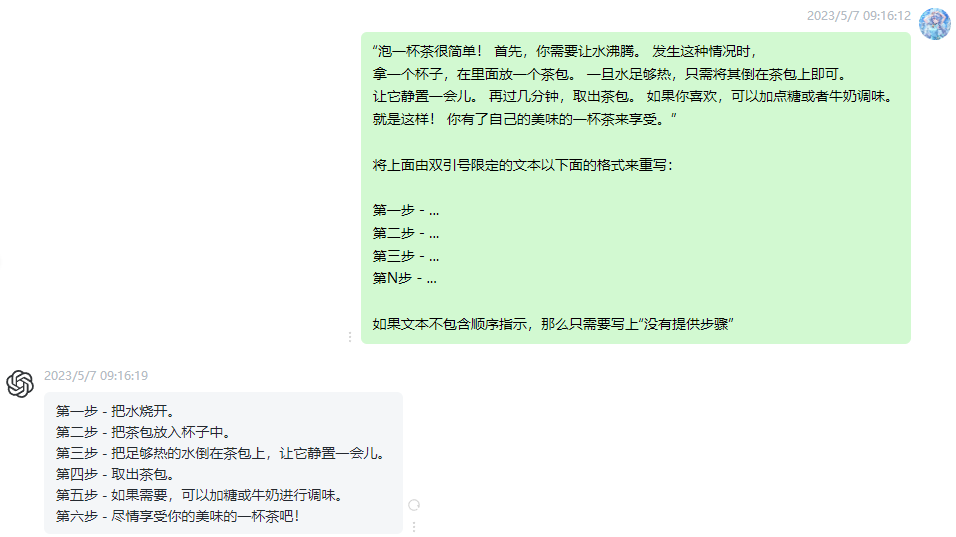 2023/5/7 09:16:12
“泡一杯茶很简单！ 首先，你需要让水沸腾。 发生这种情况时，
拿一个杯子，在里面放一个茶包。 一旦水足够热，只需将其倒在茶包上即可。
让它静置一会儿。 再过几分钟，取出茶包。 如果你喜欢，可以加点糖或者牛奶调味。
就是这样！ 你有了自己的美味的一杯茶来享受。”
将上面由双引号限定的文本以下面的格式来重写：
第一步 - ...
第二步 - ...
第三步 - ...
第N步 - ...
如果文本不包含顺序指示，那么只需要写上“没有提供步骤”
2023/5/7 09:16:19
第一步 - 把水烧开。
第二步 - 把茶包放入杯子中。
第三步 - 把足够热的水倒在茶包上，让它静置一会儿。
第四步 - 取出茶包。
第五步 - 如果需要，可以加糖或牛奶进行调味。
第六步 - 尽情享受你的美味的一杯茶吧！